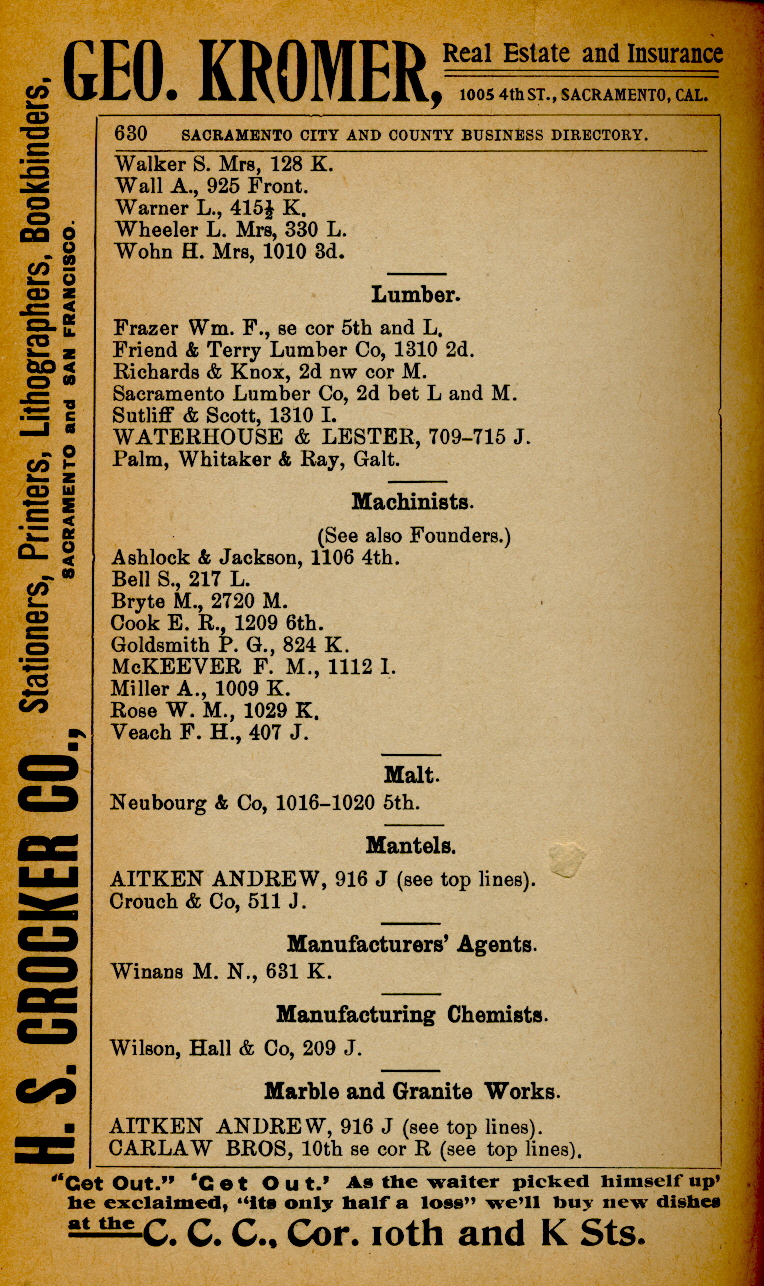 GEO. KROMER,
Real Estate and Insurance
1005 4th ST., SACRAMENTO, CAL.
H. S. CROCKER CO., Stationers, Printers, Lithographers, Bookbinders,
SACRAMENTO and SAN FRANCISCO.
630 SACRAMENTO CITY AND COUNTY BUSINESS DIRECTORY.
Walker S. Mrs, 128 K.
Wall A., 925 Front.
Warner L., 415½ K.
Wheeler L. Mrs, 330 L.
Wohn H. Mrs, 1010 3d.
Lumber.
Frazer Wm. F., se cor 5th and L.
Friend & Terry Lumber Co, 1310 2d.
Richards & Knox, 2d nw cor M.
Sacramento Lumber Co, 2d bet L and M.
Sutliff & Scott, 1310 I.
WATERHOUSE & LESTER, 709–715 J.
Palm, Whitaker & Ray, Galt.
Machinists.
(See also Founders.)
Ashlock & Jackson, 1106 4th.
Bell S., 217 L.
Bryte M., 2720 M.
Cook E. R., 1209 6th.
Goldsmith P. G., 824 K.
McKEEVER F. M., 1112 I.
Miller A., 1009 K.
Rose W. M., 1029 K.
Veach F. H., 407 J.
Malt.
Neubourg & Co, 1016–1020 5th.
Mantels.
AITKEN ANDREW, 916 J (see top lines).
Crouch & Co, 511 J.
Manufacturers' Agents.
Winans M. N., 631 K.
Manufacturing Chemists.
Wilson, Hall & Co, 209 J.
Marble and Granite Works.
AITKEN ANDREW, 916 J (see top lines).
CARLAW BROS, 10th se cor R (see top lines).
"Get Out." 'Get Out.' As the waiter picked himself up'
he exclaimed, "its only half a loss" we'll buy new dishes
at the C. C. C., Cor. 10th and K Sts.